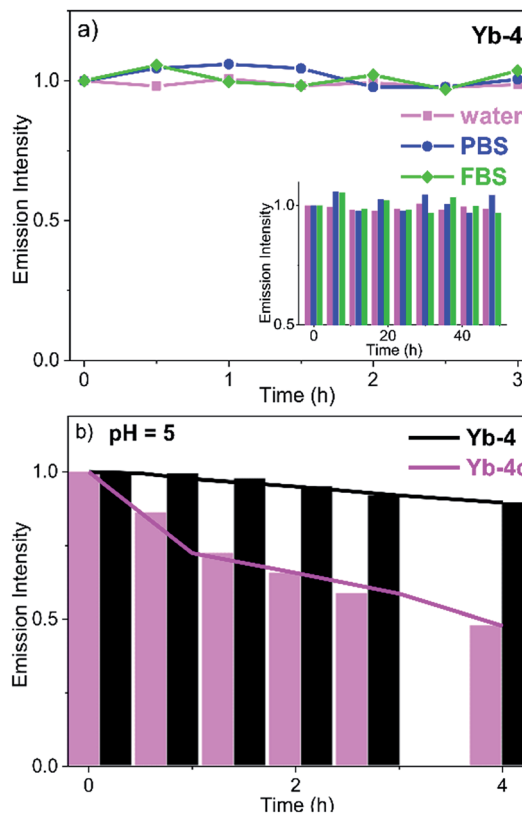 a)
Yb-4
1.0
0.5
0.0
Emission Intensity
water
PBS
FBS
1.0
0.5
Emission Intensity
0 20 40
Time (h)
0 1 2 3
Time (h)
b) pH = 5
Yb-4
Yb-4c
1.0
0.5
0.0
Emission Intensity
0 2 4
Time (h)